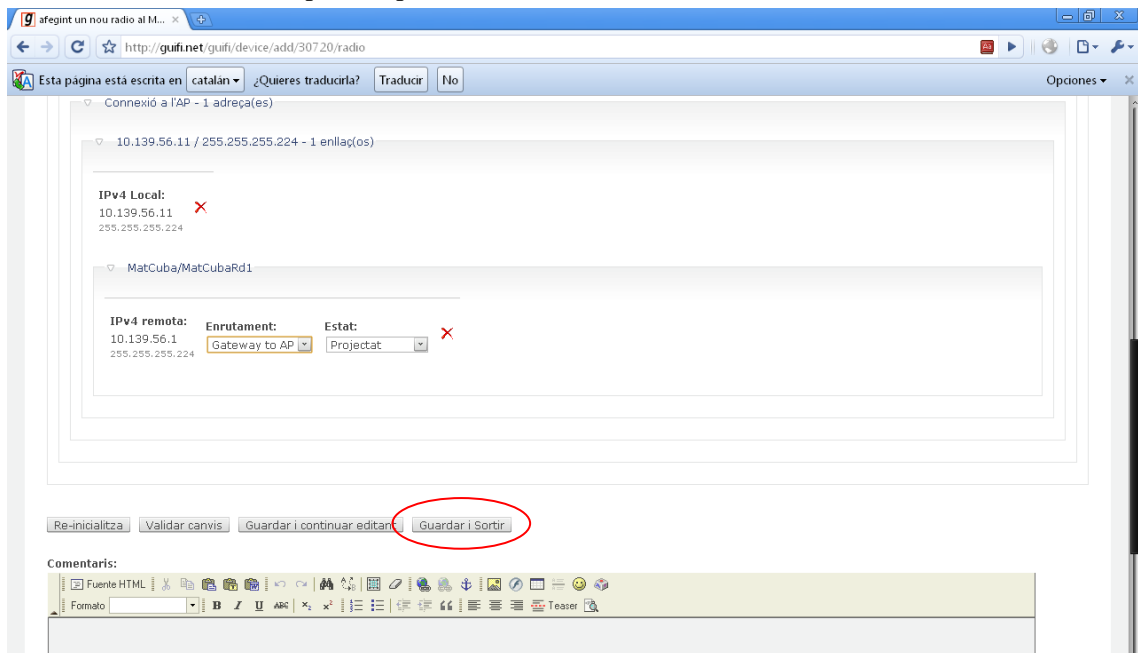 afegint un nou radio al M...
http://guifi.net/guifi/device/add/30720/radio
Esta página está escrita en catalán ¿Quieres traducirla? Traducir No Opciones
Connexió a l'AP - 1 adreça(es)
10.139.56.11 / 255.255.255.224 - 1 enllaç(os)
IPv4 Local:
10.139.56.11
255.255.255.224
MatCuba/MatCubaRd1
IPv4 remota: Enrutament: Estat:
10.139.56.1 Gateway to AP Projectat
255.255.255.224
Re-inicialitza Validar canvis Guardar i continuar editant Guardar i Sortir
Comentaris:
Fuente HTML
Formato B I U ABC x₂ x² Teaser